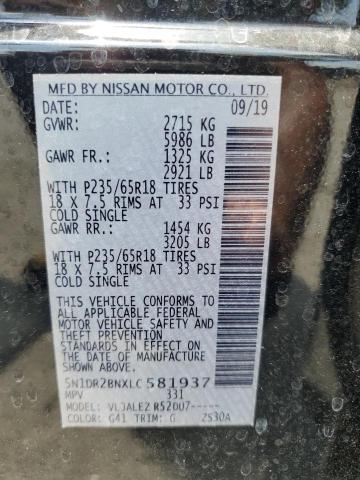 MFD BY NISSAN MOTOR CO., LTD.
DATE: 09/19
GVWR: 2715 KG
5986 LB
GAWR FR.: 1325 KG
2921 LB
WITH P235/65R18 TIRES
18 X 7.5 RIMS AT 33 PSI
COLD SINGLE
GAWR RR.: 1454 KG
3205 LB
WITH P235/65R18 TIRES
18 X 7.5 RIMS AT 33 PSI
COLD SINGLE
THIS VEHICLE CONFORMS TO
ALL APPLICABLE FEDERAL
MOTOR VEHICLE SAFETY AND
THEFT PREVENTION
STANDARDS IN EFFECT
ON THE DATE OF MANUFACTURE
SHOWN ABOVE.
5N1DR2BNXLC581937
MPV 331
MODEL: VLJALEZ R52UU7-----
COLOR: G41 TRIM: G 2S30A